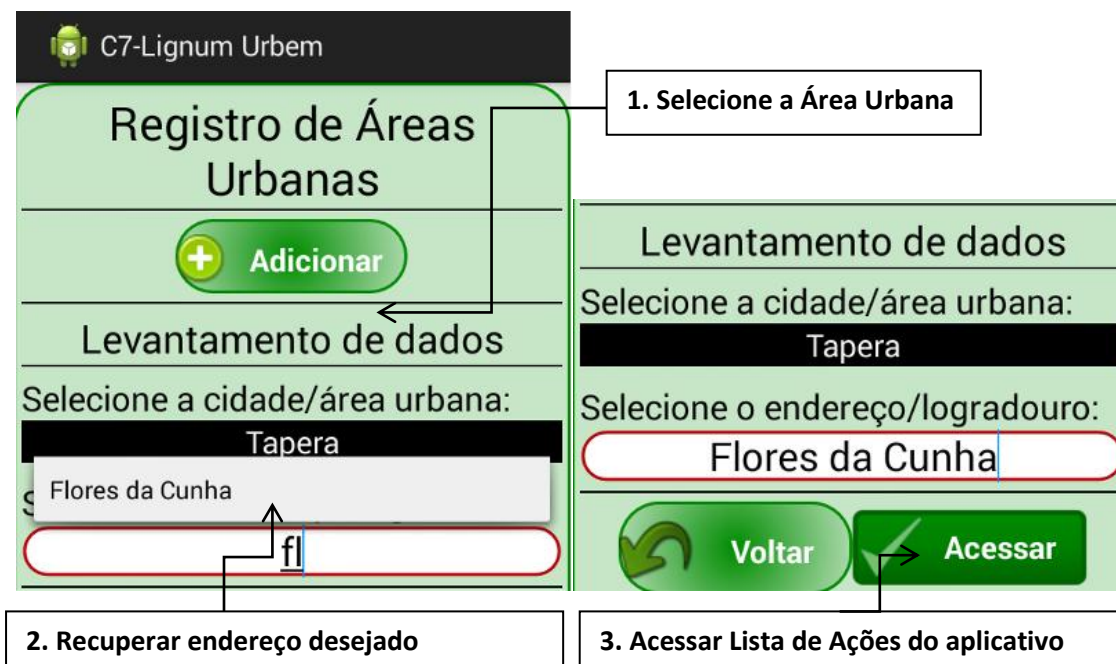 C7-Lignum Urbem
1. Selecione a Área Urbana
Registro de Áreas
Urbanas
Adicionar
Levantamento de dados
Selecione a cidade/área urbana:
Tapera
Flores da Cunha
fl
2. Recuperar endereço desejado
Levantamento de dados
Selecione a cidade/área urbana:
Tapera
Selecione o endereço/logradouro:
Flores da Cunha
Voltar
Acessar
3. Acessar Lista de Ações do aplicativo